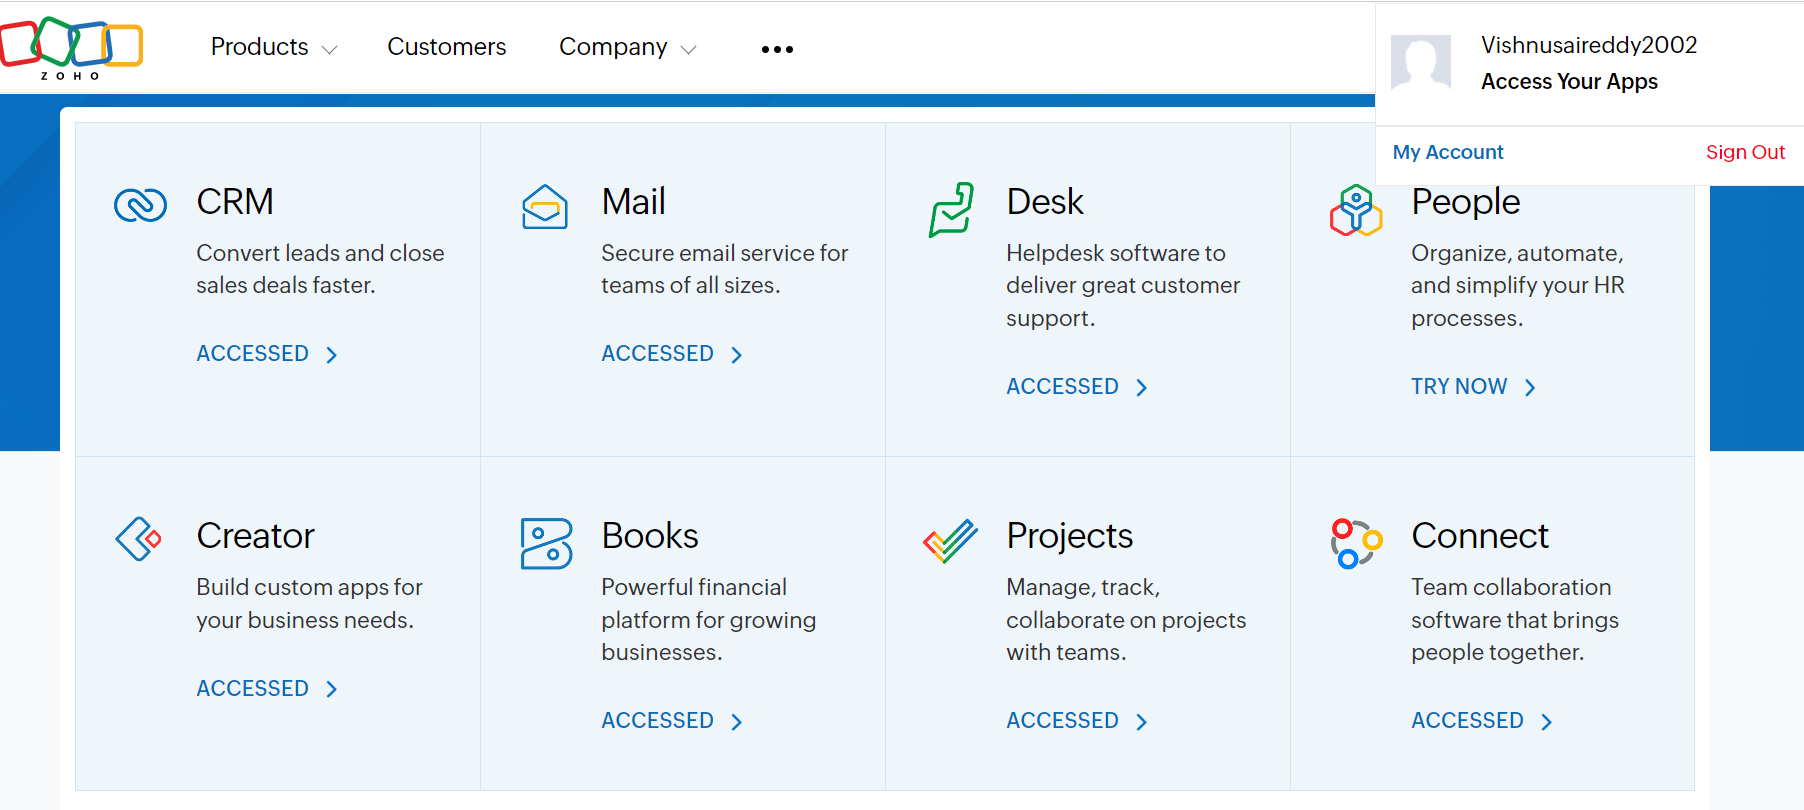 ZOHO
Products
Customers
Company
Vishnusaireddy2002
Access Your Apps
My Account
Sign Out
CRM
Convert leads and close
sales deals faster.
ACCESSED
Mail
Secure email service for
teams of all sizes.
ACCESSED
Desk
Helpdesk software to
deliver great customer
support.
ACCESSED
People
Organize, automate,
and simplify your HR
processes.
TRY NOW
Creator
Build custom apps for
your business needs.
ACCESSED
Books
Powerful financial
platform for growing
businesses.
ACCESSED
Projects
Manage, track,
collaborate on projects
with teams.
ACCESSED
Connect
Team collaboration
software that brings
people together.
ACCESSED